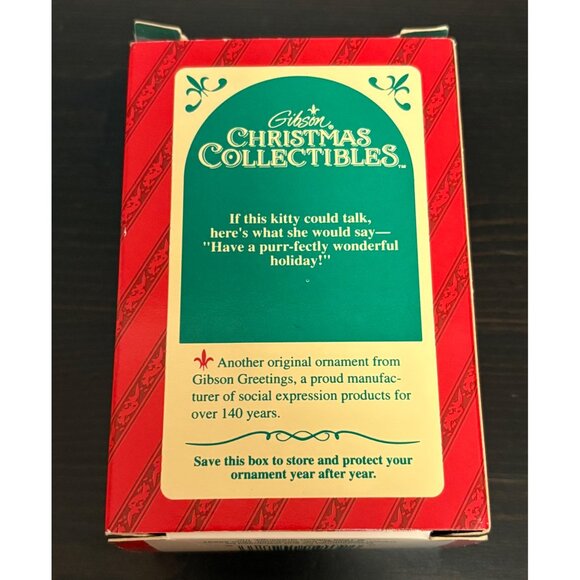 Gibson®
CHRISTMAS
COLLECTIBLES™
If this kitty could talk,
here's what she would say—
"Have a purr-fectly wonderful
holiday!"
Another original ornament from
Gibson Greetings, a proud manufac-
turer of social expression products for
over 140 years.
Save this box to store and protect your
ornament year after year.